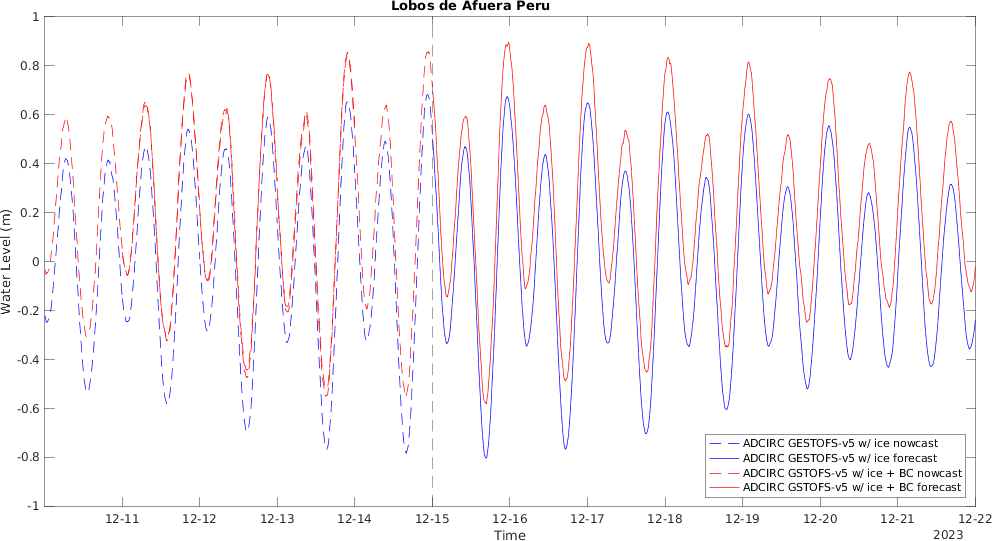 Lobos de Afuera Peru
1
0.8
0.6
0.4
0.2
0
-0.2
-0.4
-0.6
-0.8
-1
Water Level (m)
ADCIRC GESTOFS-v5 w/ ice nowcast
ADCIRC GESTOFS-v5 w/ ice forecast
ADCIRC GSTOFS-v5 w/ ice + BC nowcast
ADCIRC GSTOFS-v5 w/ ice + BC forecast
12-11 12-12 12-13 12-14 12-15 12-16 12-17 12-18 12-19 12-20 12-21 12-22
Time
2023